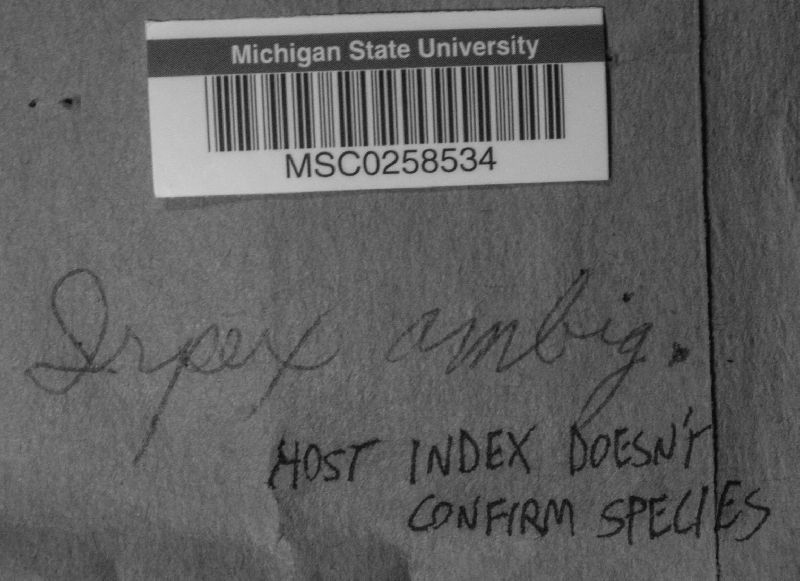 Michigan State University
MSC0258534
Irpex ambig.
HOST INDEX DOESN'T
CONFIRM SPECIES